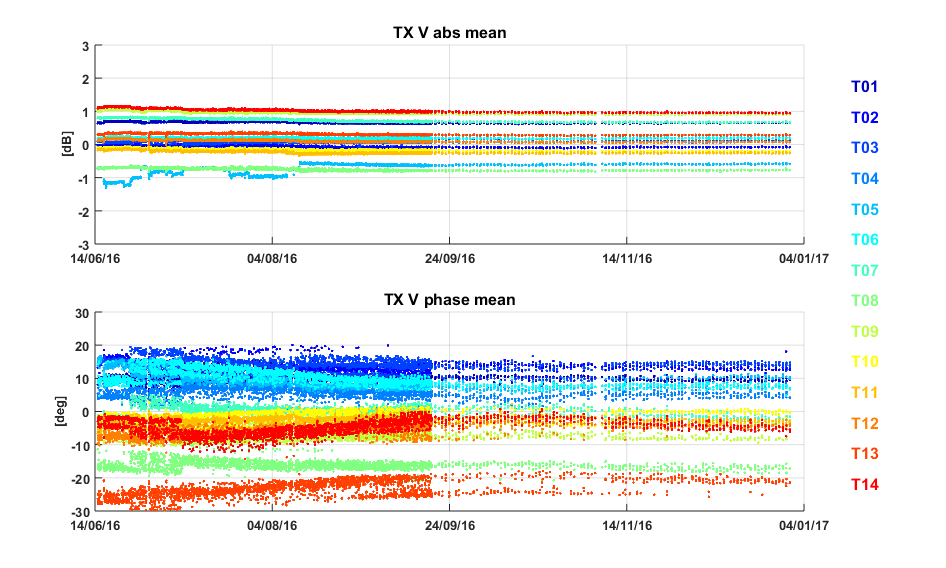 TX V abs mean
3
2
1
0
-1
-2
-3
[dB]
14/06/16 04/08/16 24/09/16 14/11/16 04/01/17
TX V phase mean
30
20
10
0
-10
-20
-30
[deg]
14/06/16 04/08/16 24/09/16 14/11/16 04/01/17
T01
T02
T03
T04
T05
T06
T07
T08
T09
T10
T11
T12
T13
T14